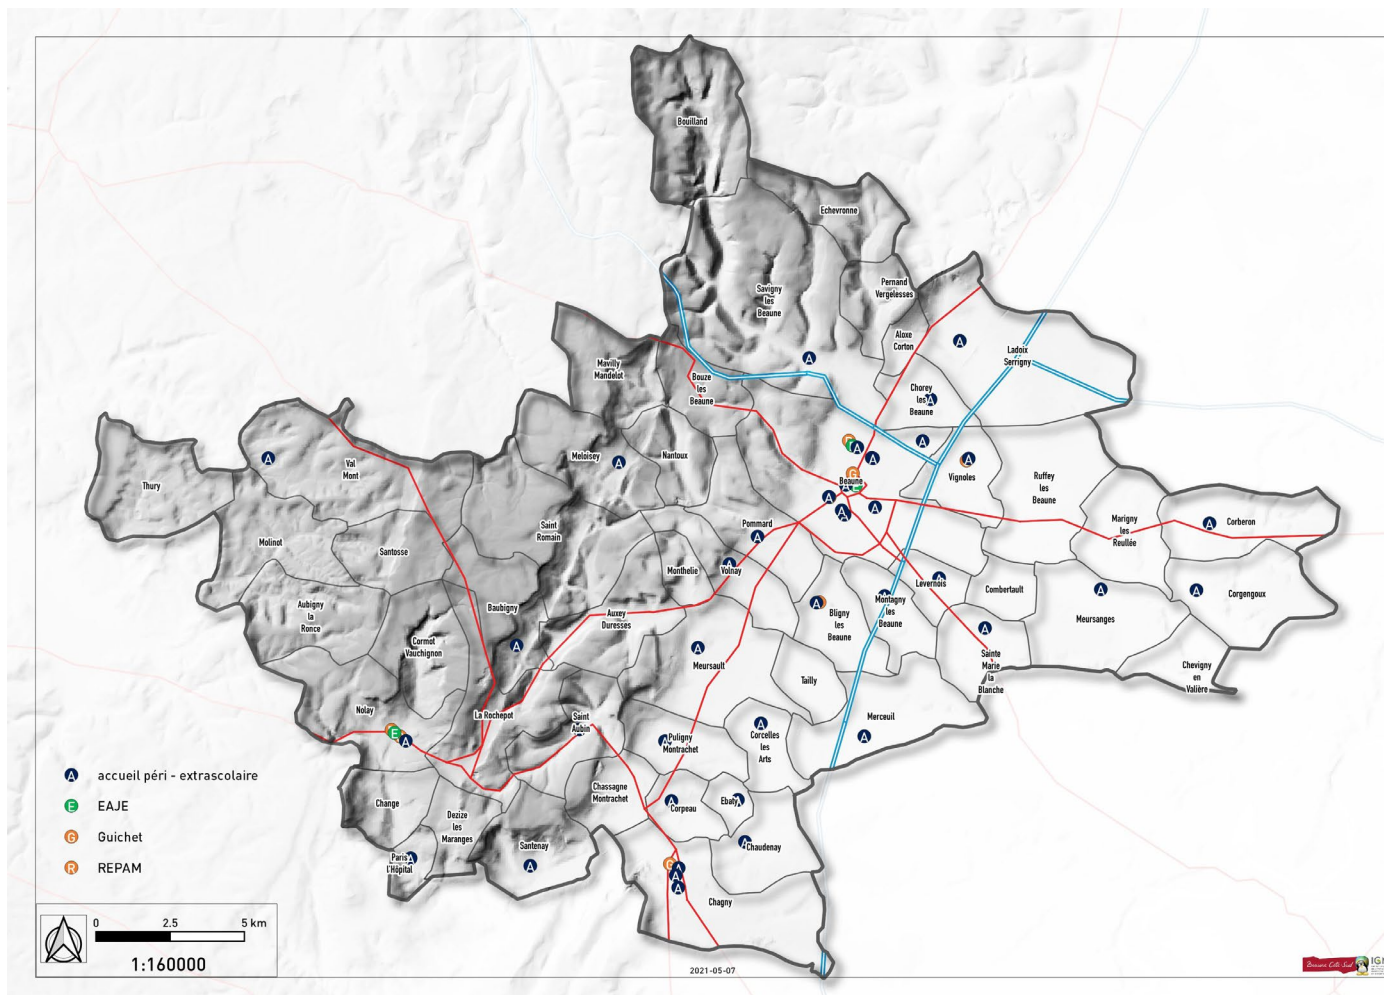 Bouilland
Echevronne
Pernand
Vergelesses
Savigny
les
Beaune
Aloxe
Corton
Ladoix
Serrigny
Mavilly
Mandelot
Bouze
les
Beaune
Chorey
les
Beaune
Val
Mont
Meloisey
Nantoux
Thury
Beaune
Vignoles
Ruffey
les
Beaune
Marigny
les
Reullée
Corberon
Saint
Romain
Pommard
Molinot
Santosse
Monthelie
Volnay
Levernois
Combertault
Corgengoux
Meursanges
Aubigny
la
Ronce
Baubigny
Auxey
Duresses
Bligny
les
Beaune
Montagny
les
Beaune
Cormot
Vauchignon
Meursault
Tailly
Sainte
Marie
la
Blanche
Chevigny
en
Valière
Nolay
La Rochepot
Saint
Aubin
Merceuil
Puligny
Montrachet
Corcelles
les
Arts
Change
Dezize
les
Maranges
Chassagne
Montrachet
Corpeau
Ebaty
Chaudenay
Paris
l'Hôpital
Santenay
Chagny
A accueil péri - extrascolaire
E EAJE
G Guichet
R REPAM
0 2.5 5 km
1:160000
2021-05-07
Beaune Côté Sud
IGN